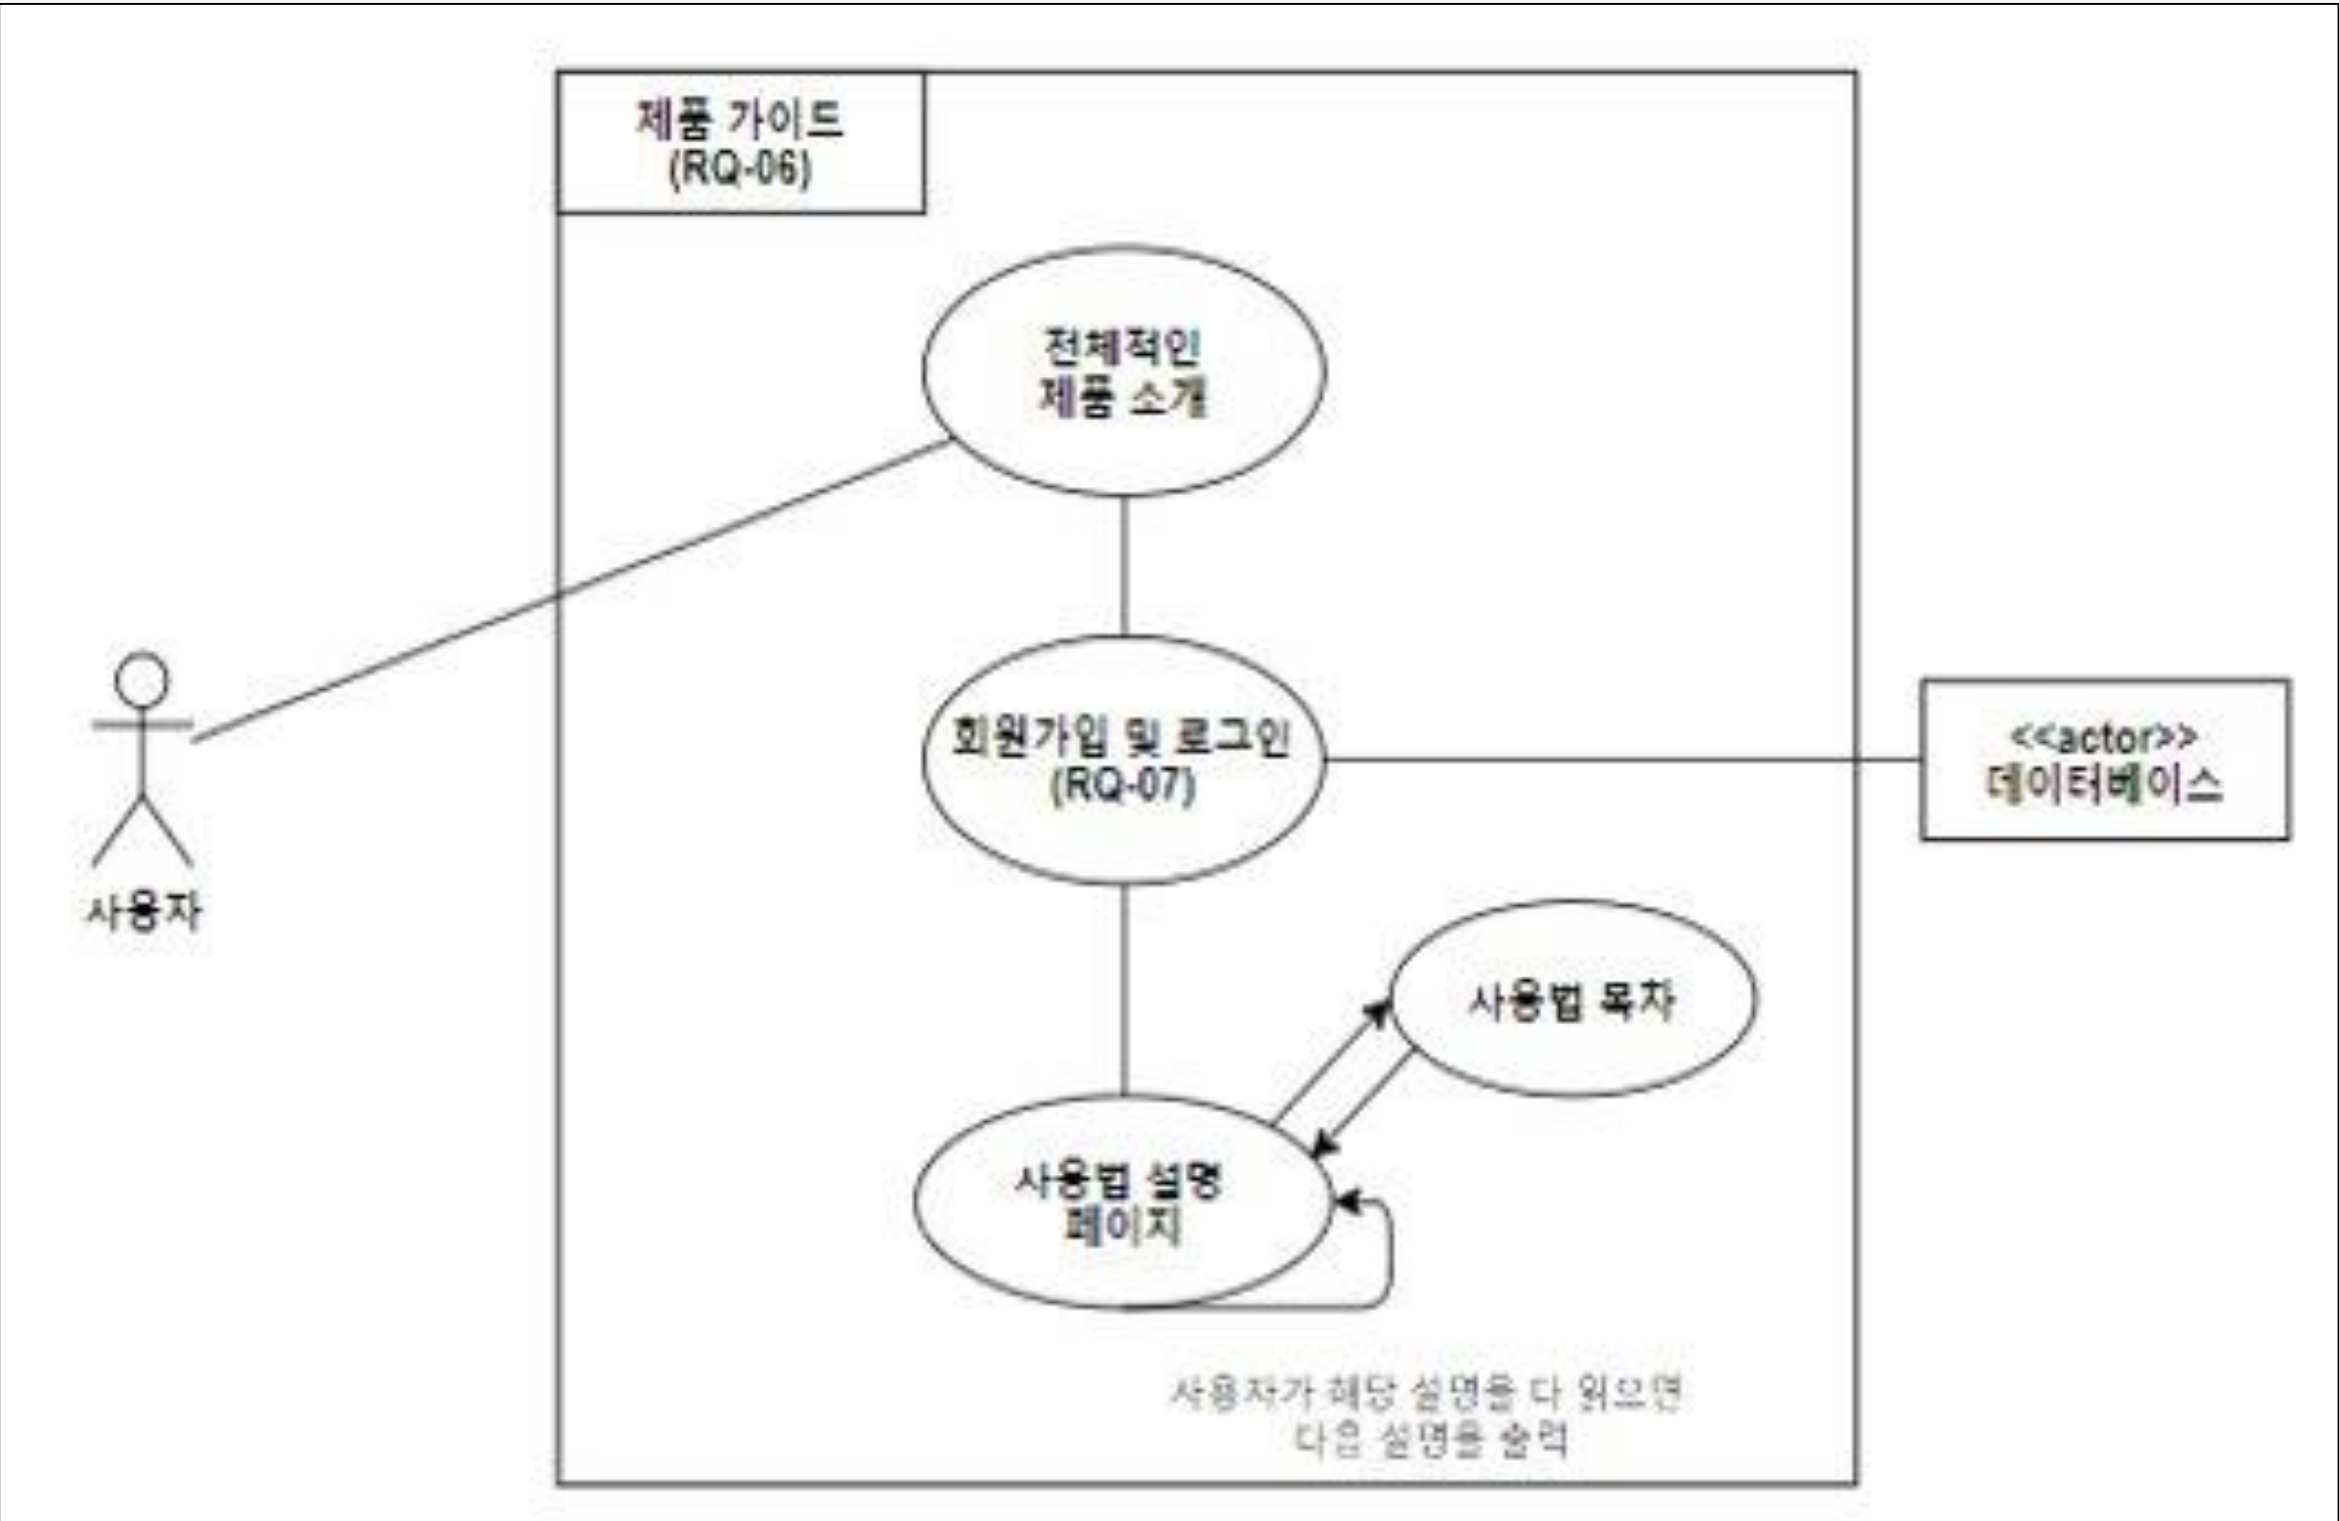 제품 가이드
(RQ-06)
전체적인
제품 소개
회원가입 및 로그인
(RQ-07)
<<actor>>
데이터베이스
사용자
사용법 목차
사용법 설명
페이지
사용자가 해당 설명을 다 읽으면
다음 설명을 출력